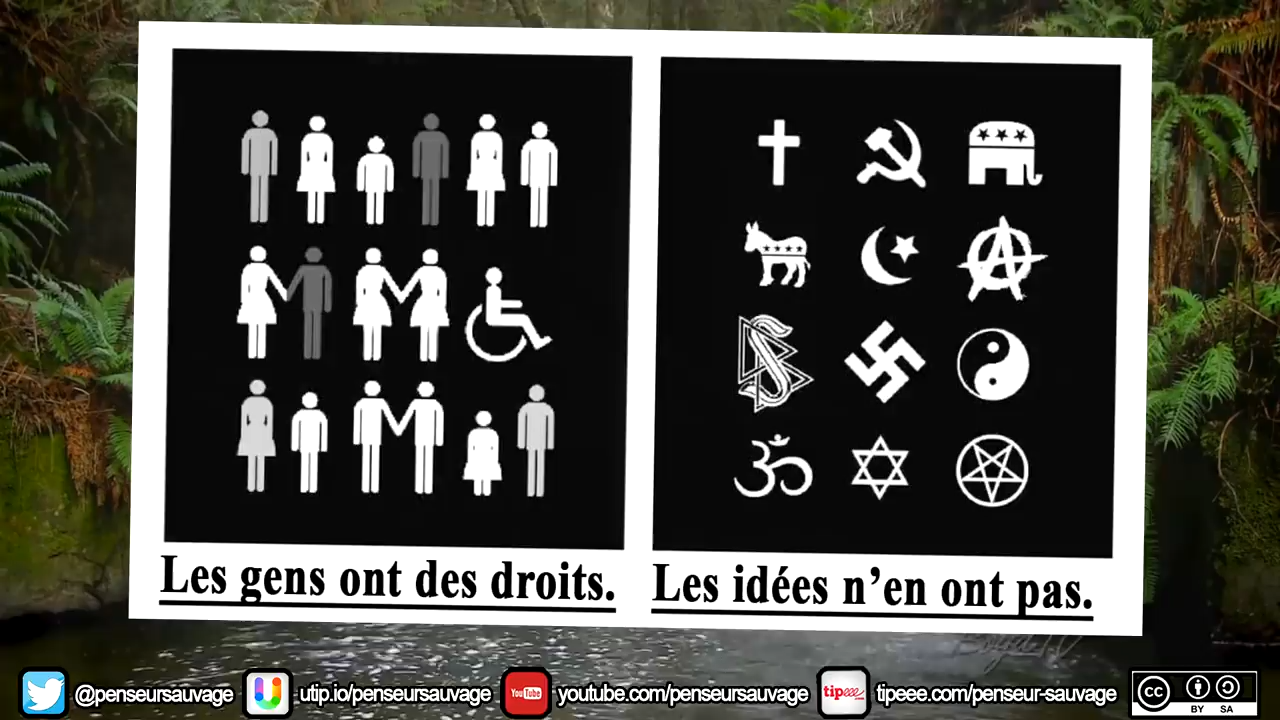 Les gens ont des droits.
Les idées n’en ont pas.
@penseursauvage
utip.io/penseursauvage
YouTube
youtube.com/penseursauvage
tipeee
tipeee.com/penseur-sauvage
cc
BY SA